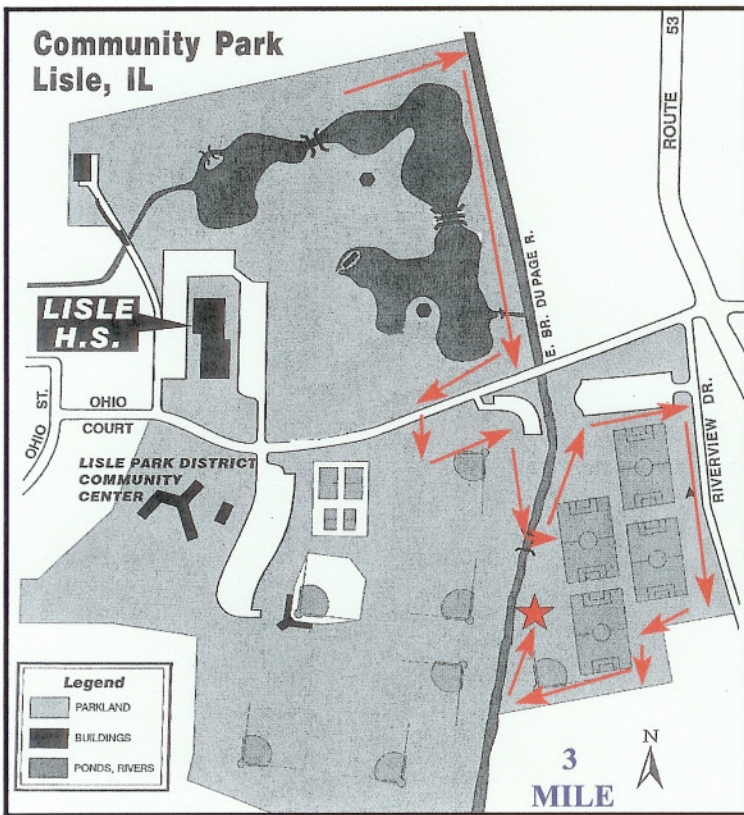 Community Park
Lisle, IL
ROUTE
53
E. BR. DU PAGE R.
LISLE
H.S.
OHIO ST.
OHIO
COURT
RIVERVIEW DR.
LISLE PARK DISTRICT
COMMUNITY
CENTER
Legend
PARKLAND
BUILDINGS
PONDS, RIVERS
3
MILE
N